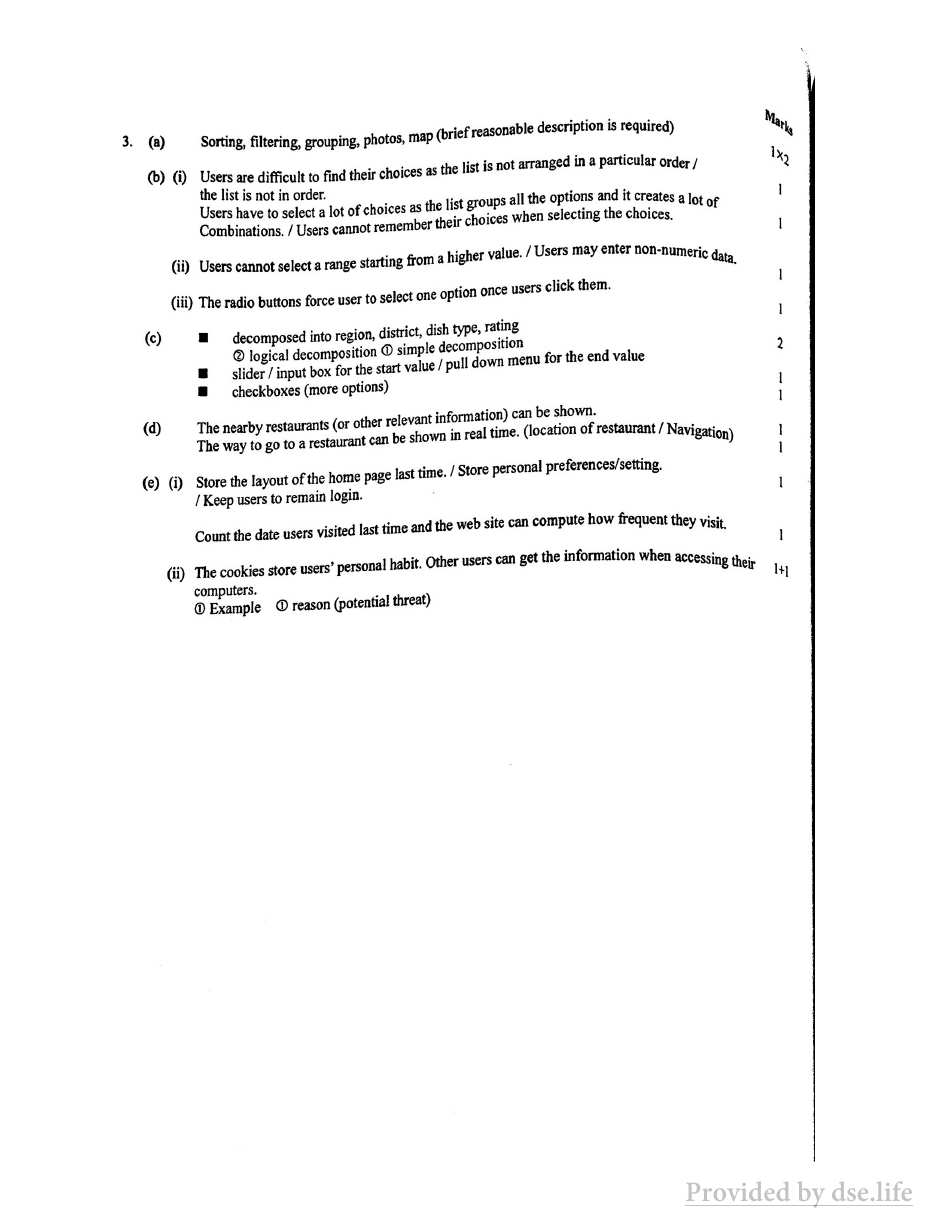 Marks
3. (a) Sorting, filtering, grouping, photos, map (brief reasonable description is required) 1×2
(b) (i) Users are difficult to find their choices as the list is not arranged in a particular order / 1
the list is not in order.
Users have to select a lot of choices as the list groups all the options and it creates a lot of 1
Combinations. / Users cannot remember their choices when selecting the choices.
(ii) Users cannot select a range starting from a higher value. / Users may enter non-numeric data. 1
(iii) The radio buttons force user to select one option once users click them. 1
(c) ■ decomposed into region, district, dish type, rating 2
② logical decomposition ① simple decomposition
■ slider / input box for the start value / pull down menu for the end value 1
■ checkboxes (more options) 1
(d) The nearby restaurants (or other relevant information) can be shown. 1
The way to go to a restaurant can be shown in real time. (location of restaurant / Navigation) 1
(e) (i) Store the layout of the home page last time. / Store personal preferences/setting. 1
/ Keep users to remain login.
Count the date users visited last time and the web site can compute how frequent they visit. 1
(ii) The cookies store users' personal habit. Other users can get the information when accessing their 1+1
computers.
① Example ① reason (potential threat)
Provided by dse.life